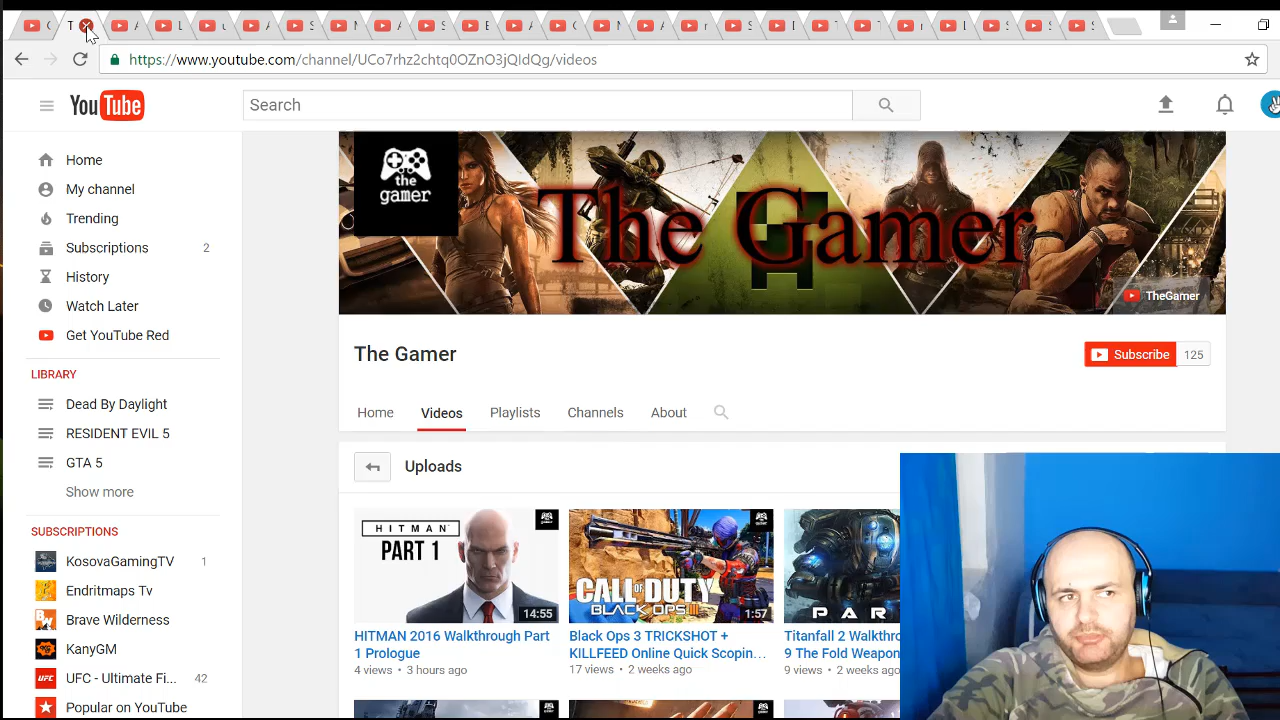 T
https://www.youtube.com/channel/UCo7rhz2chtq0OZnO3jQIdQg/videos
YouTube
Search
Home
My channel
Trending
Subscriptions 2
History
Watch Later
Get YouTube Red
LIBRARY
Dead By Daylight
RESIDENT EVIL 5
GTA 5
Show more
SUBSCRIPTIONS
KosovaGamingTV 1
Endritmaps Tv
Brave Wilderness
KanyGM
UFC - Ultimate Fi... 42
Popular on YouTube
the
gamer
The Gamer
TheGamer
The Gamer
Subscribe 125
Home Videos Playlists Channels About
Uploads
HITMAN
PART 1
14:55
HITMAN 2016 Walkthrough Part
1 Prologue
4 views • 3 hours ago
CALL OF DUTY
BLACK OPS III
1:57
Black Ops 3 TRICKSHOT +
KILLFEED Online Quick Scopin...
17 views • 2 weeks ago
PAR
Titanfall 2 Walkthro
9 The Fold Weapon
9 views • 2 weeks ago